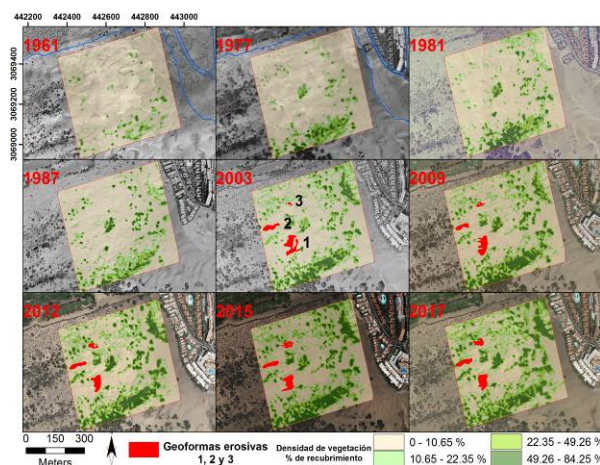 442200 442400 442600 442800 443000
3069400
3069200
3069000
1961
1977
1981
1987
2003
3
2
1
2009
2012
2015
2017
0 150 300
Meters
Geoformas erosivas
1, 2 y 3
Densidad de vegetación
% de recubrimiento
0 - 10.65 %
10.65 - 22.35 %
22.35 - 49.26 %
49.26 - 84.25 %